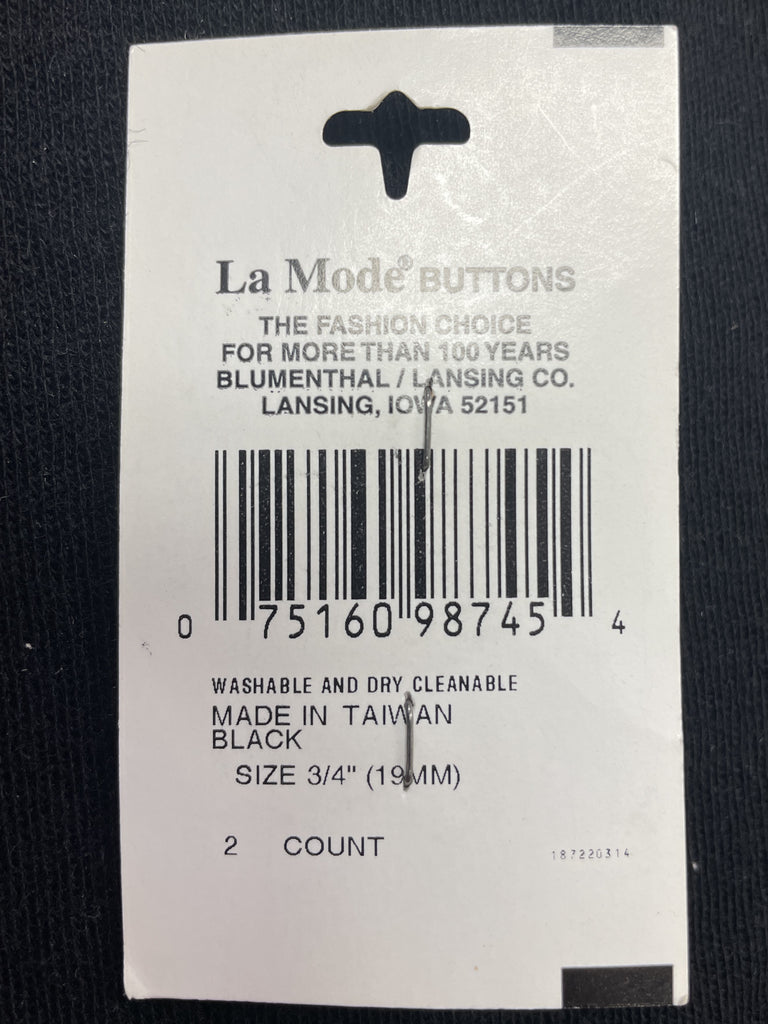 La Mode® BUTTONS
THE FASHION CHOICE
FOR MORE THAN 100 YEARS
BLUMENTHAL / LANSING CO.
LANSING, IOWA 52151
0 75160 98745 4
WASHABLE AND DRY CLEANABLE
MADE IN TAIWAN
BLACK
SIZE 3/4" (19MM)
2 COUNT
187220314